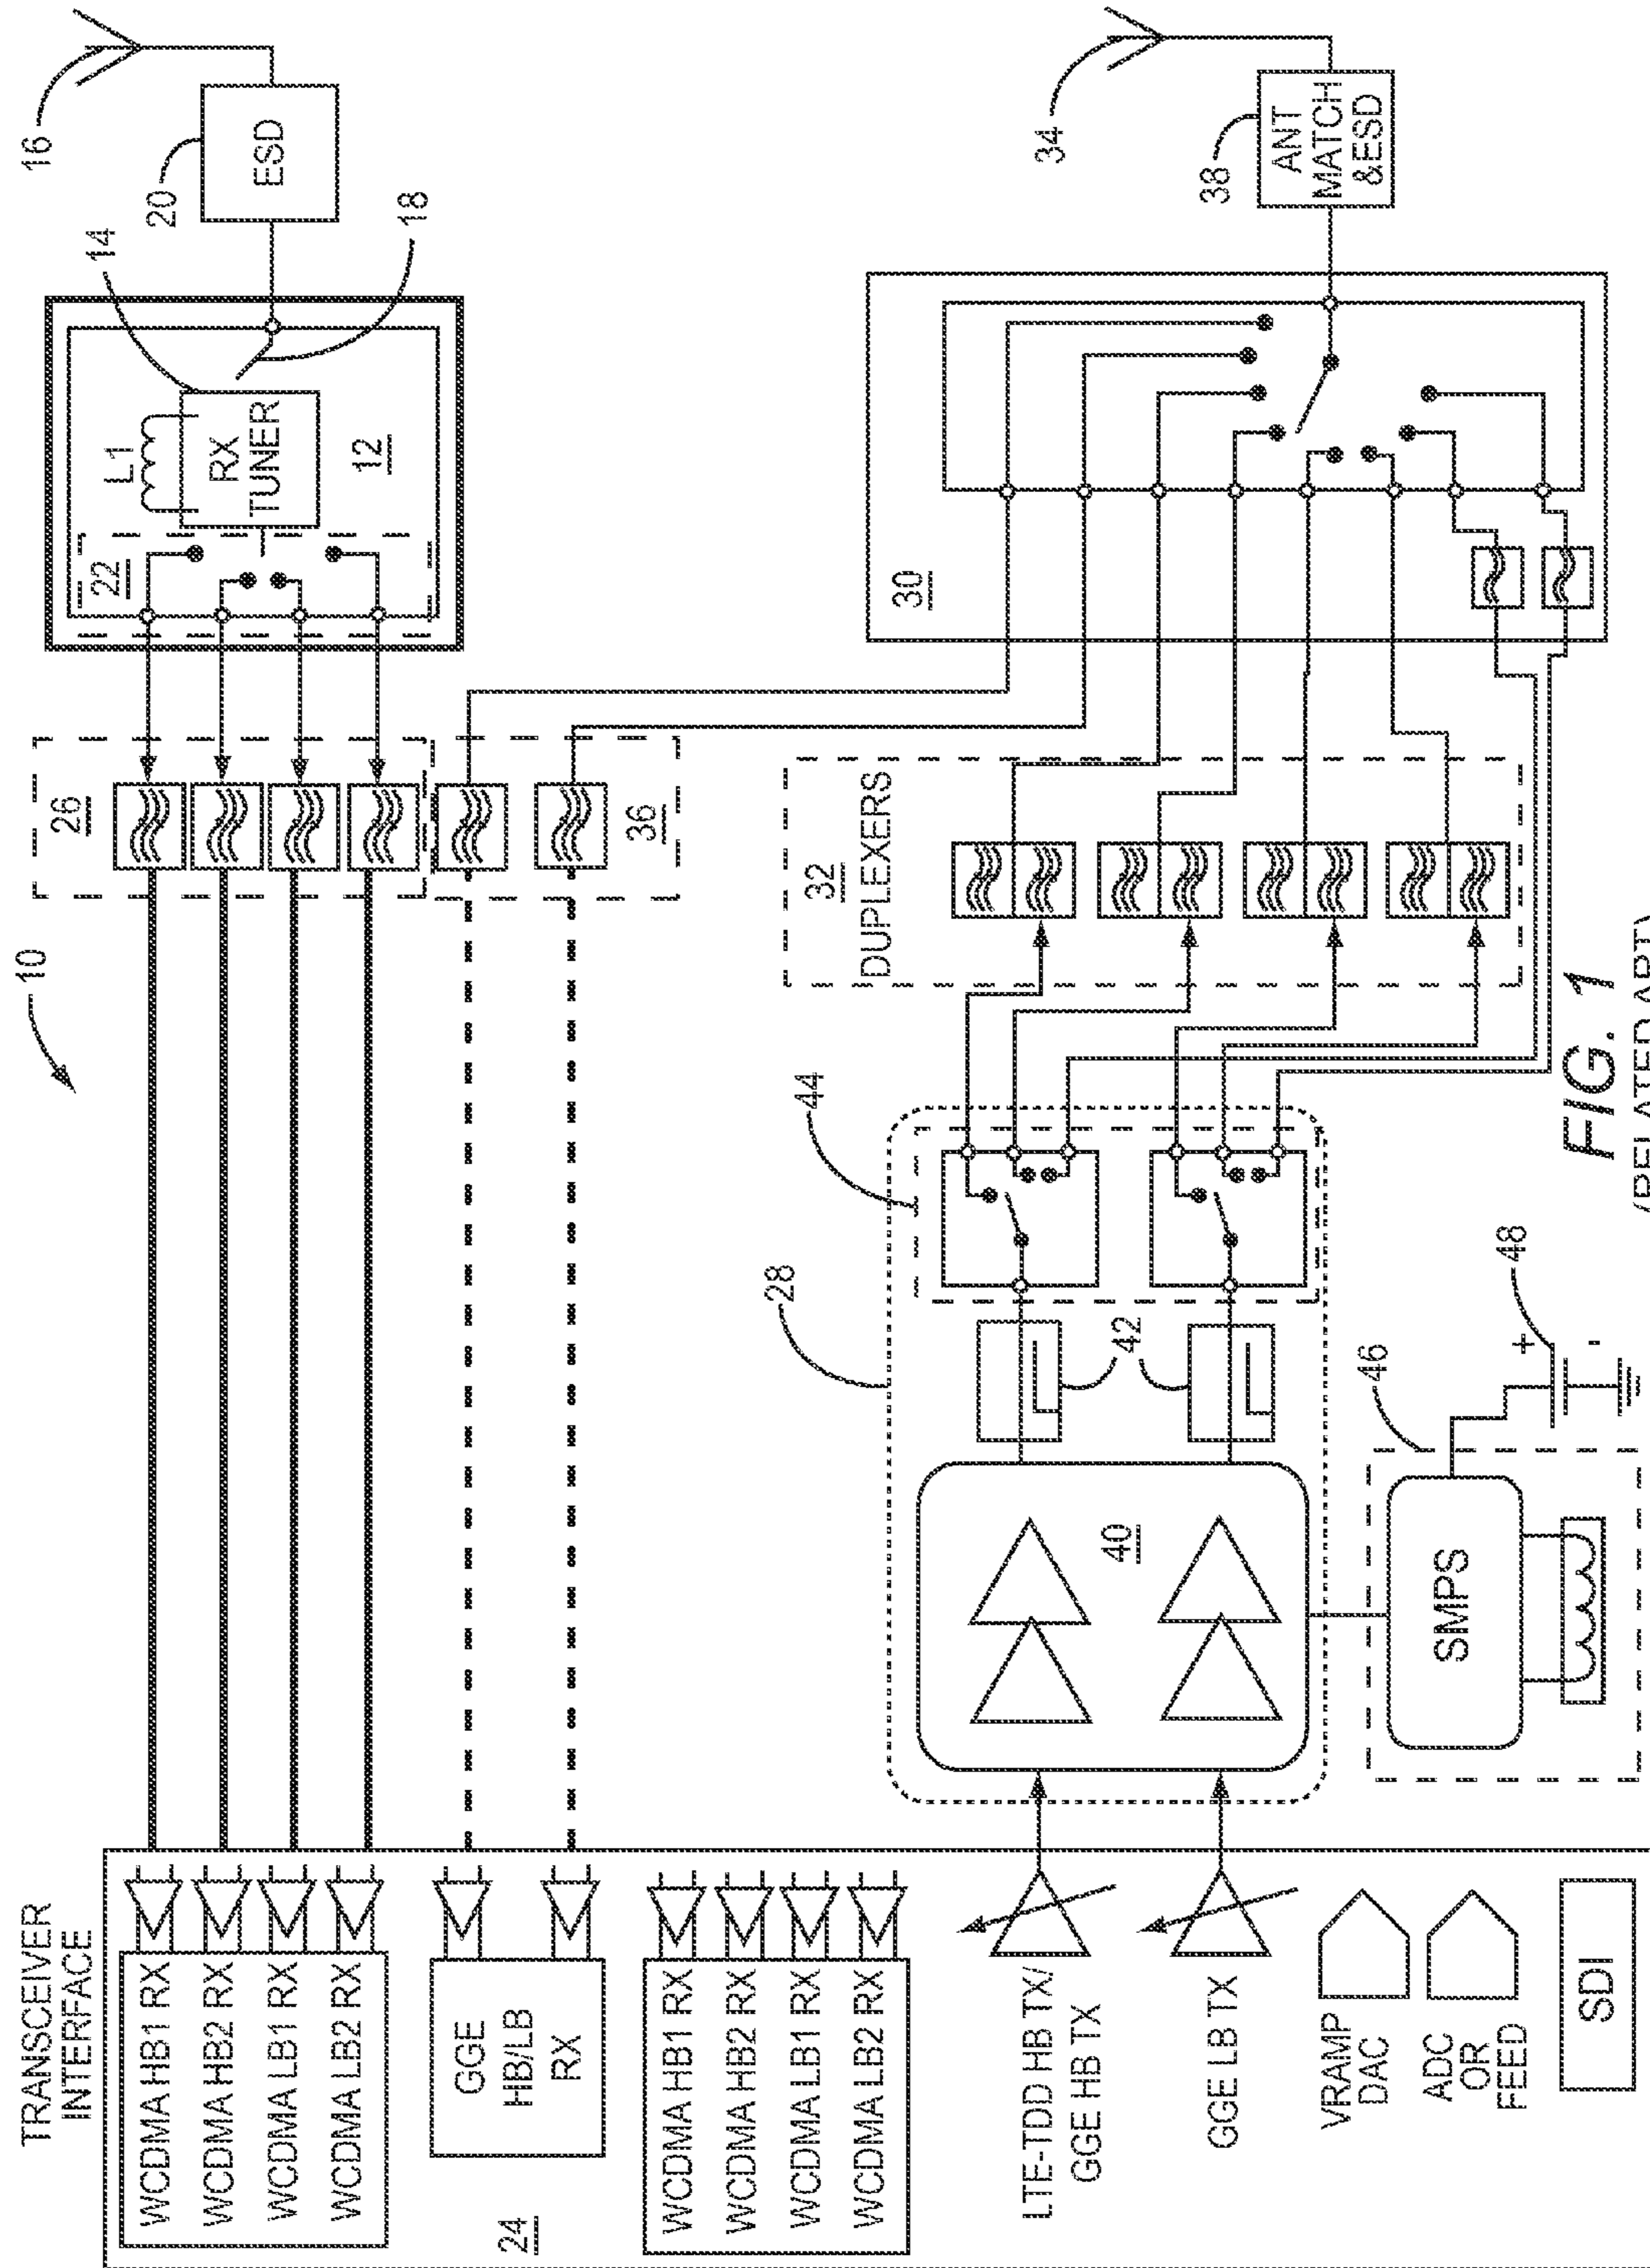 10
16
20
ESD
14
18
L1
RX
TUNER
12
22
26
36
TRANSCEIVER
INTERFACE
WCDMA HB1 RX
WCDMA HB2 RX
WCDMA LB1 RX
WCDMA LB2 RX
GGE
HB/LB
RX
24
WCDMA HB1 RX
WCDMA HB2 RX
WCDMA LB1 RX
WCDMA LB2 RX
LTE-TDD HB TX/
GGE HB TX
GGE LB TX
VRAMP
DAC
ADC
OR
FEED
SDI
34
38
ANT
MATCH
&ESD
30
32
DUPLEXERS
44
28
42
40
46
SMPS
48
+
-
FIG. 1
(RELATED ART)